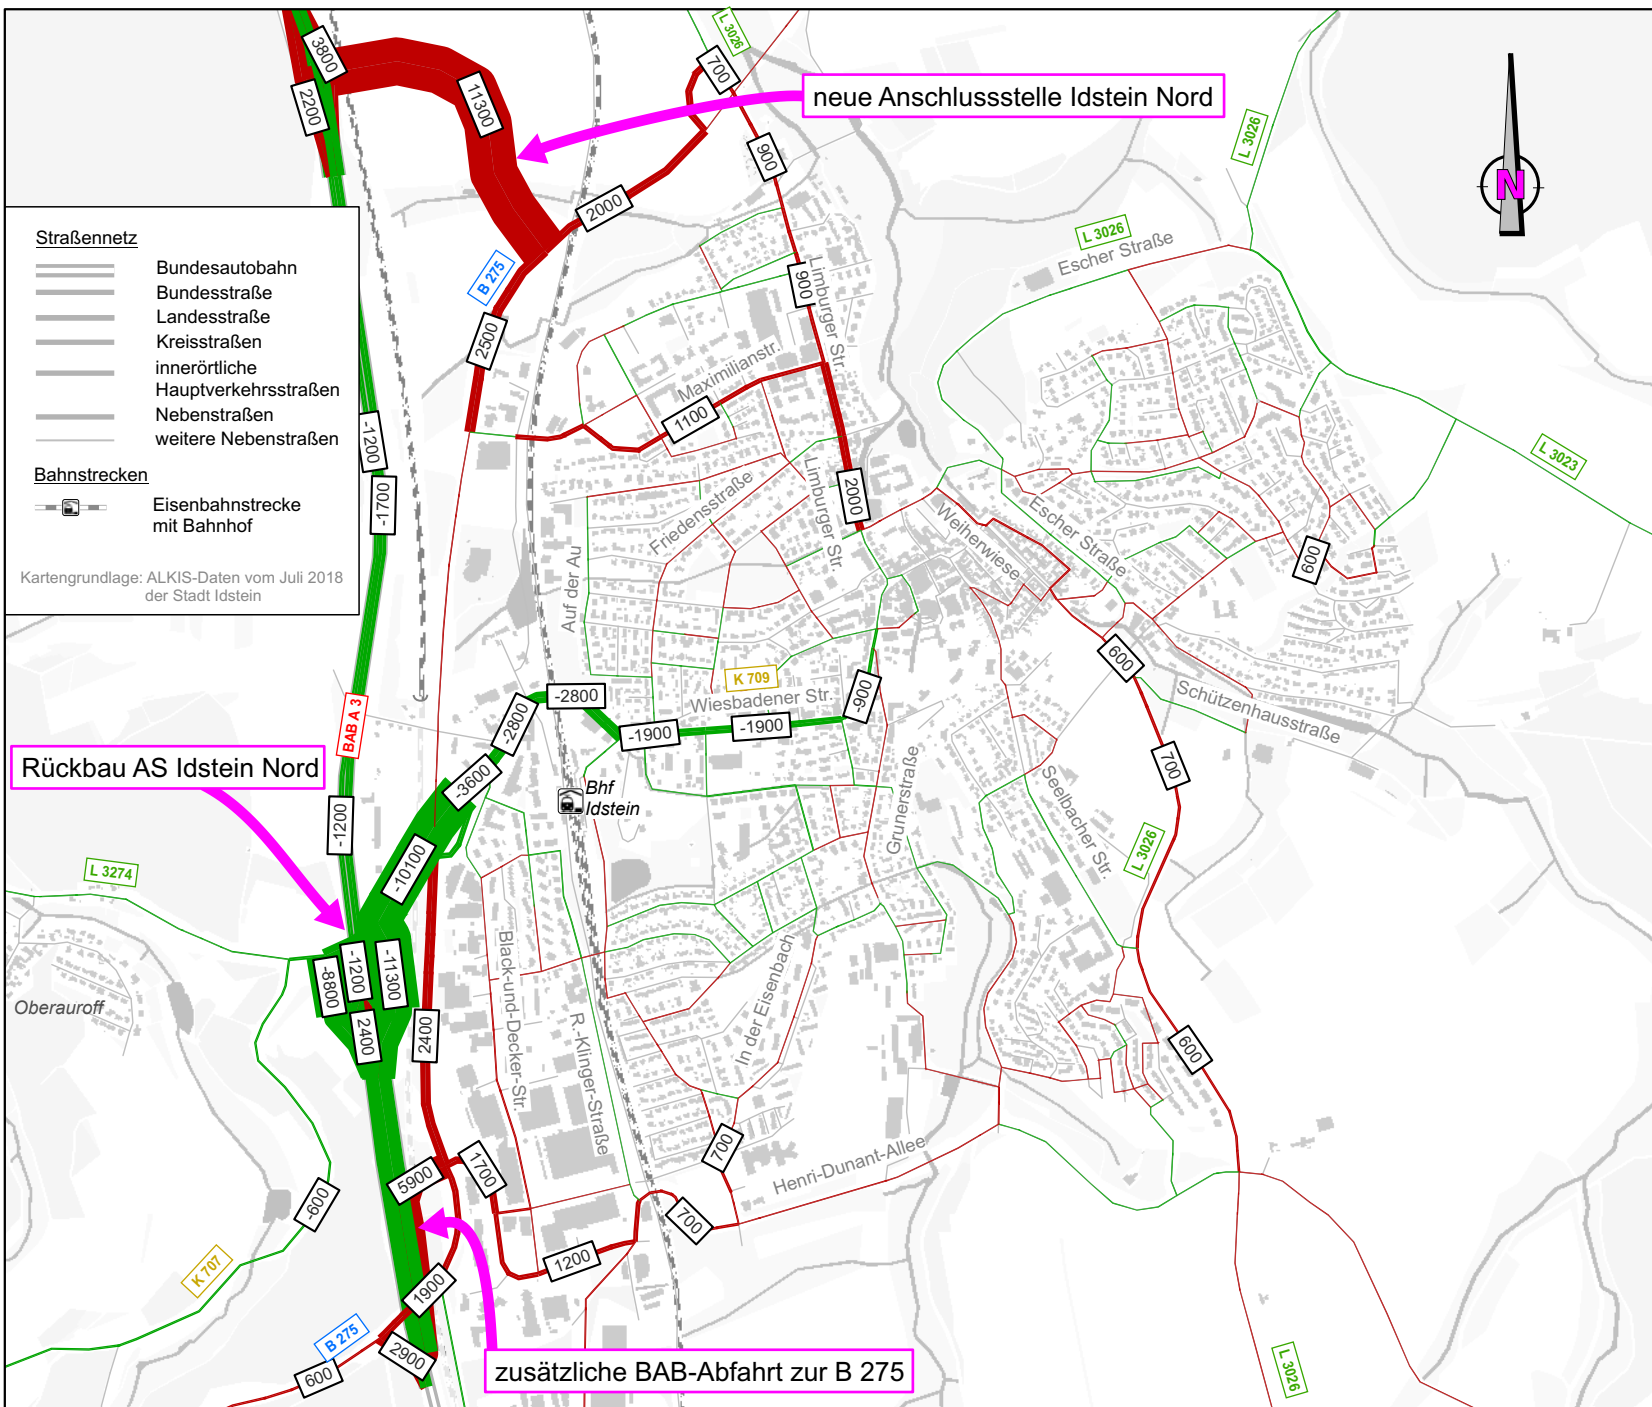 L 3026
3800
2200
11300
700
neue Anschlussstelle Idstein Nord
900
L 3026
N
2000
L 3026
Escher Straße
B 275
Limburger Str.
900
2500
Straßennetz
Bundesautobahn
Bundesstraße
Landesstraße
Kreisstraßen
innerörtliche
Hauptverkehrsstraßen
Nebenstraßen
weitere Nebenstraßen
Bahnstrecken
Eisenbahnstrecke
mit Bahnhof
Kartengrundlage: ALKIS-Daten vom Juli 2018
der Stadt Idstein
Maximilianstr.
1100
-1200
-1700
L 3023
Friedensstraße
Limburger Str.
2000
Weiherwiese
Escher Straße
600
Auf der Au
600
K 709
Wiesbadener Str.
-900
-2800
-2800
-1900
-1900
Schützenhausstraße
BAB A 3
Rückbau AS Idstein Nord
-3600
Bhf
Idstein
700
Seelbacher Str.
Grunerstraße
-1200
L 3026
-10100
L 3274
Black-und-Decker-Str.
In der Eisenbach
-8800
-1200
-11300
Oberauroff
2400
2400
R.-Klinger-Straße
600
700
Henri-Dunant-Allee
5900
1700
-600
700
1200
K 707
1900
B 275
2900
600
zusätzliche BAB-Abfahrt zur B 275
L 3026